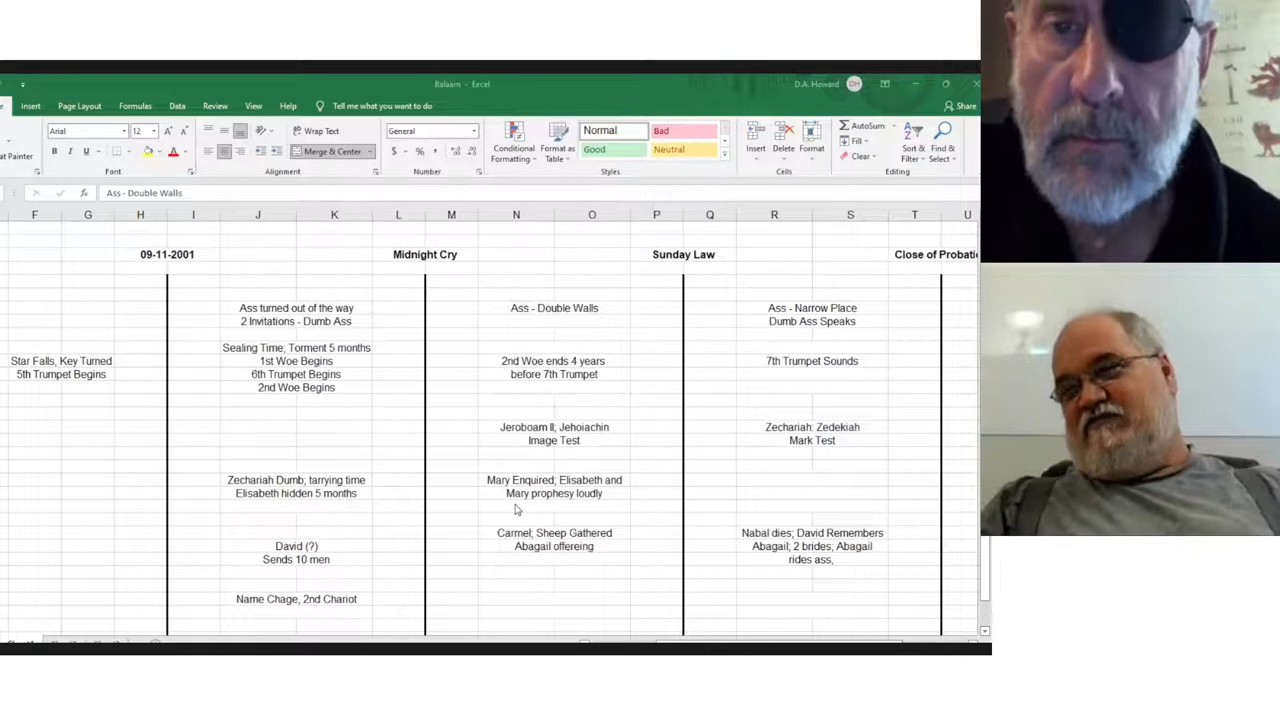 Balaam - Excel
D.A. Howard DH
Insert Page Layout Formulas Data Review View Help Tell me what you want to do Share
Arial 12 A A Wrap Text General Normal Bad AutoSum
Painter B I U A Merge & Center $ % Conditional Formatting Format as Table Good Neutral Insert Delete Format Fill Clear Sort & Filter Find & Select
Font Alignment Number Styles Cells Editing
fx Ass - Double Walls
F G H I J K L M N O P Q R S T U
09-11-2001 Midnight Cry Sunday Law Close of
Ass turned out of the way
2 Invitations - Dumb Ass
Ass - Double Walls
Ass - Narrow Place
Dumb Ass Speaks
Star Falls, Key Turned
5th Trumpet Begins
Sealing Time; Torment 5 months
1st Woe Begins
6th Trumpet Begins
2nd Woe Begins
2nd Woe ends 4 years
before 7th Trumpet
7th Trumpet Sounds
Jeroboam II; Jehoiachin
Image Test
Zechariah: Zedekiah
Mark Test
Zechariah Dumb; tarrying time
Elisabeth hidden 5 months
Mary Enquired; Elisabeth and
Mary prophesy loudly
Carmel; Sheep Gathered
Abagail offereing
Nabal dies; David Remembers
Abagail; 2 brides; Abagail
rides ass,
David (?)
Sends 10 men
Name Chage, 2nd Chariot